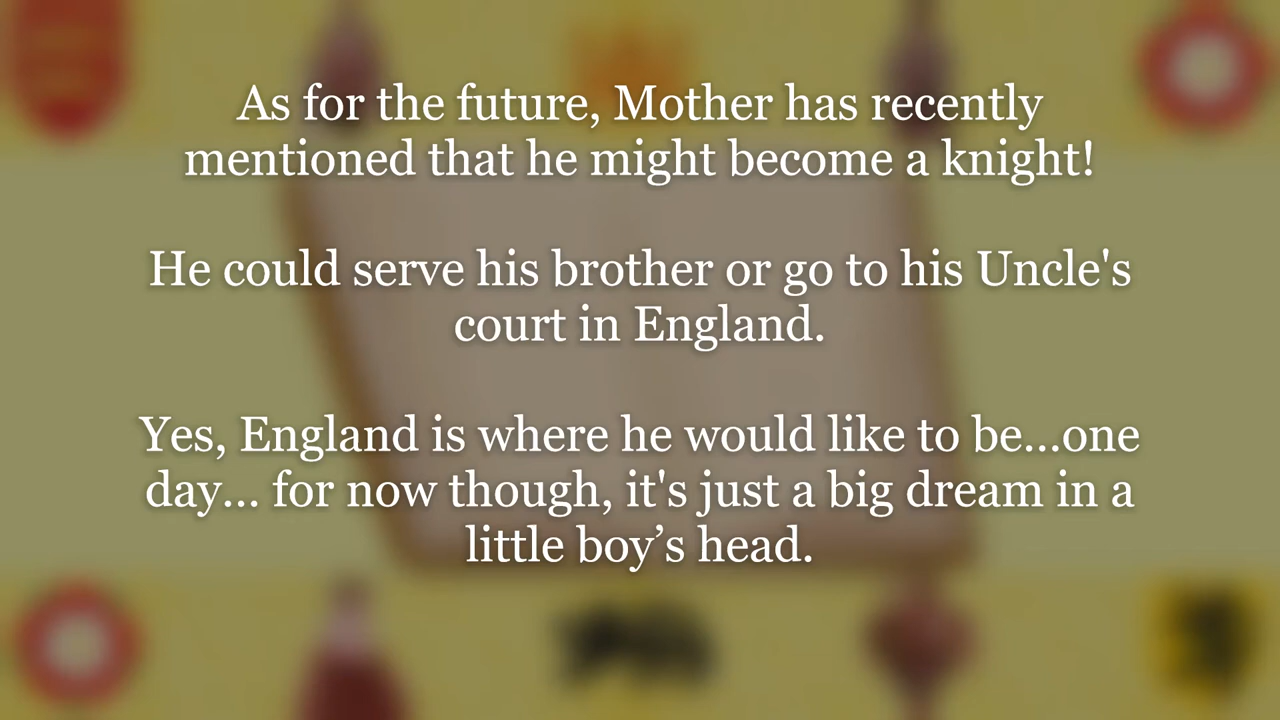 As for the future, Mother has recently
mentioned that he might become a knight!
He could serve his brother or go to his Uncle's
court in England.
Yes, England is where he would like to be...one
day... for now though, it's just a big dream in a
little boy’s head.